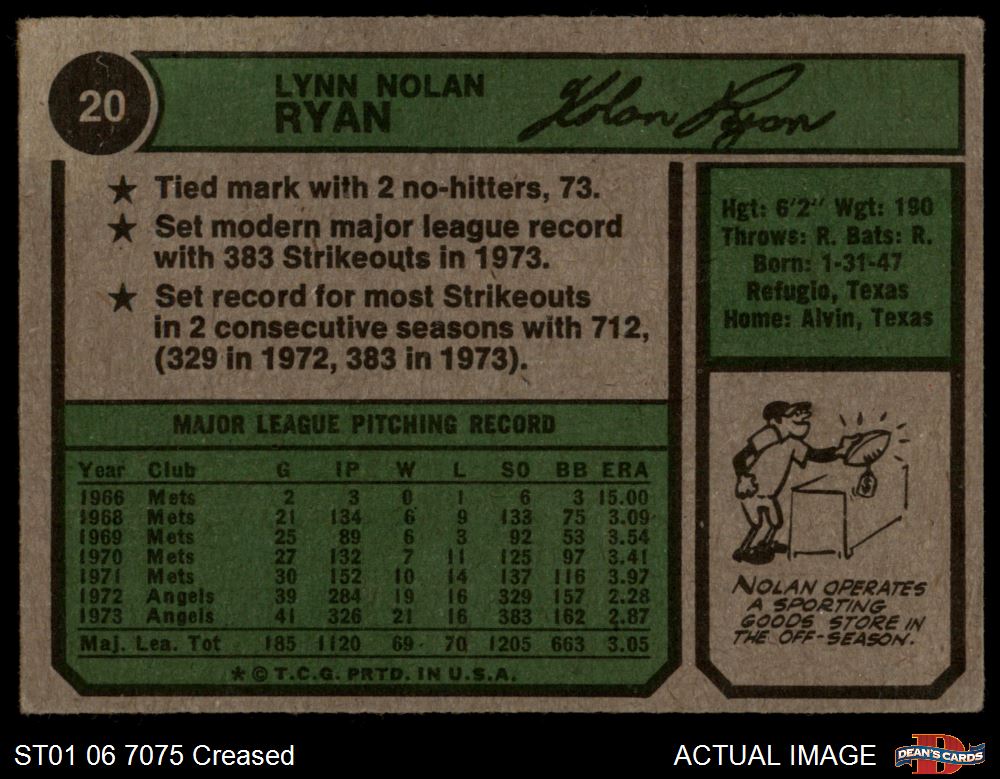 20
LYNN NOLAN
RYAN
Nolan Ryan
★ Tied mark with 2 no-hitters, 73.
★ Set modern major league record
with 383 Strikeouts in 1973.
★ Set record for most Strikeouts
in 2 consecutive seasons with 712,
(329 in 1972, 383 in 1973).
Hgt: 6'2" Wgt: 190
Throws: R. Bats: R.
Born: 1-31-47
Refugio, Texas
Home: Alvin, Texas
MAJOR LEAGUE PITCHING RECORD
Year Club G IP W L SO BB ERA
1966 Mets 2 3 0 1 6 3 15.00
1968 Mets 21 134 6 9 133 75 3.09
1969 Mets 25 89 6 3 92 53 3.54
1970 Mets 27 132 7 11 125 97 3.41
1971 Mets 30 152 10 14 137 116 3.97
1972 Angels 39 284 19 16 329 157 2.28
1973 Angels 41 326 21 16 383 162 2.87
Maj. Lea. Tot 185 1120 69 70 1205 663 3.05
* © T.C.G. PRTD. IN U.S.A.
$
NOLAN OPERATES
A SPORTING
GOODS STORE IN
THE OFF-SEASON.
ST01 06 7075 Creased
ACTUAL IMAGE
DEAN'S CARDS